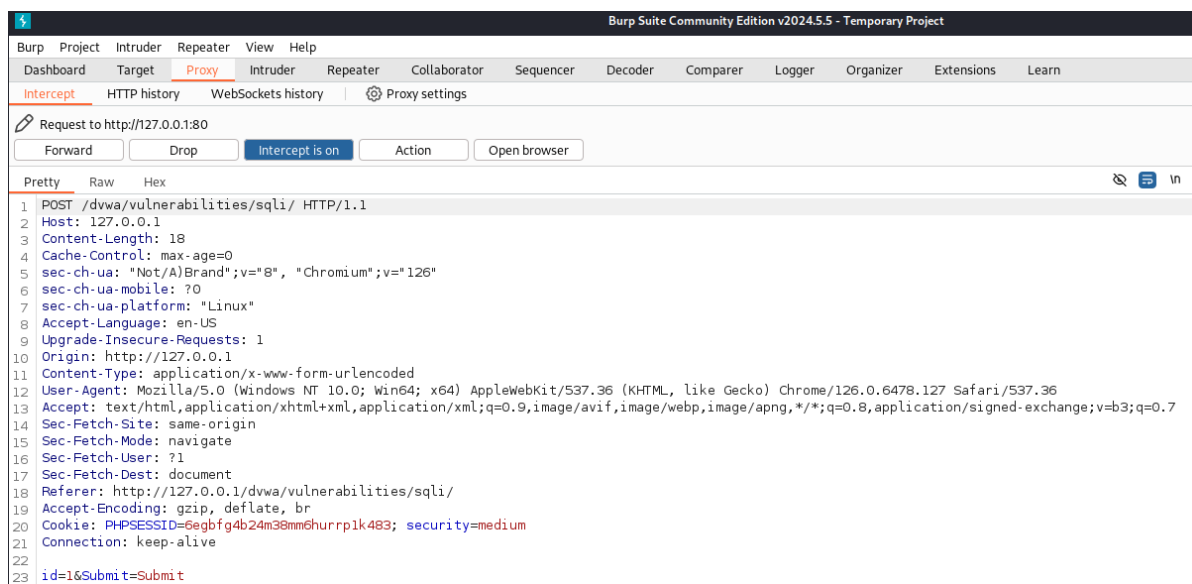 Burp Suite Community Edition v2024.5.5 - Temporary Project
Burp Project Intruder Repeater View Help
Dashboard Target Proxy Intruder Repeater Collaborator Sequencer Decoder Comparer Logger Organizer Extensions Learn
Intercept HTTP history WebSockets history Proxy settings
Request to http://127.0.0.1:80
Forward Drop Intercept is on Action Open browser
Pretty Raw Hex \n
1 POST /dvwa/vulnerabilities/sqli/ HTTP/1.1
2 Host: 127.0.0.1
3 Content-Length: 18
4 Cache-Control: max-age=0
5 sec-ch-ua: "Not/A)Brand";v="8", "Chromium";v="126"
6 sec-ch-ua-mobile: ?0
7 sec-ch-ua-platform: "Linux"
8 Accept-Language: en-US
9 Upgrade-Insecure-Requests: 1
10 Origin: http://127.0.0.1
11 Content-Type: application/x-www-form-urlencoded
12 User-Agent: Mozilla/5.0 (Windows NT 10.0; Win64; x64) AppleWebKit/537.36 (KHTML, like Gecko) Chrome/126.0.6478.127 Safari/537.36
13 Accept: text/html,application/xhtml+xml,application/xml;q=0.9,image/avif,image/webp,image/apng,*/*;q=0.8,application/signed-exchange;v=b3;q=0.7
14 Sec-Fetch-Site: same-origin
15 Sec-Fetch-Mode: navigate
16 Sec-Fetch-User: ?1
17 Sec-Fetch-Dest: document
18 Referer: http://127.0.0.1/dvwa/vulnerabilities/sqli/
19 Accept-Encoding: gzip, deflate, br
20 Cookie: PHPSESSID=6egbfg4b24m38mm6hurrp1k483; security=medium
21 Connection: keep-alive
22
23 id=1&Submit=Submit